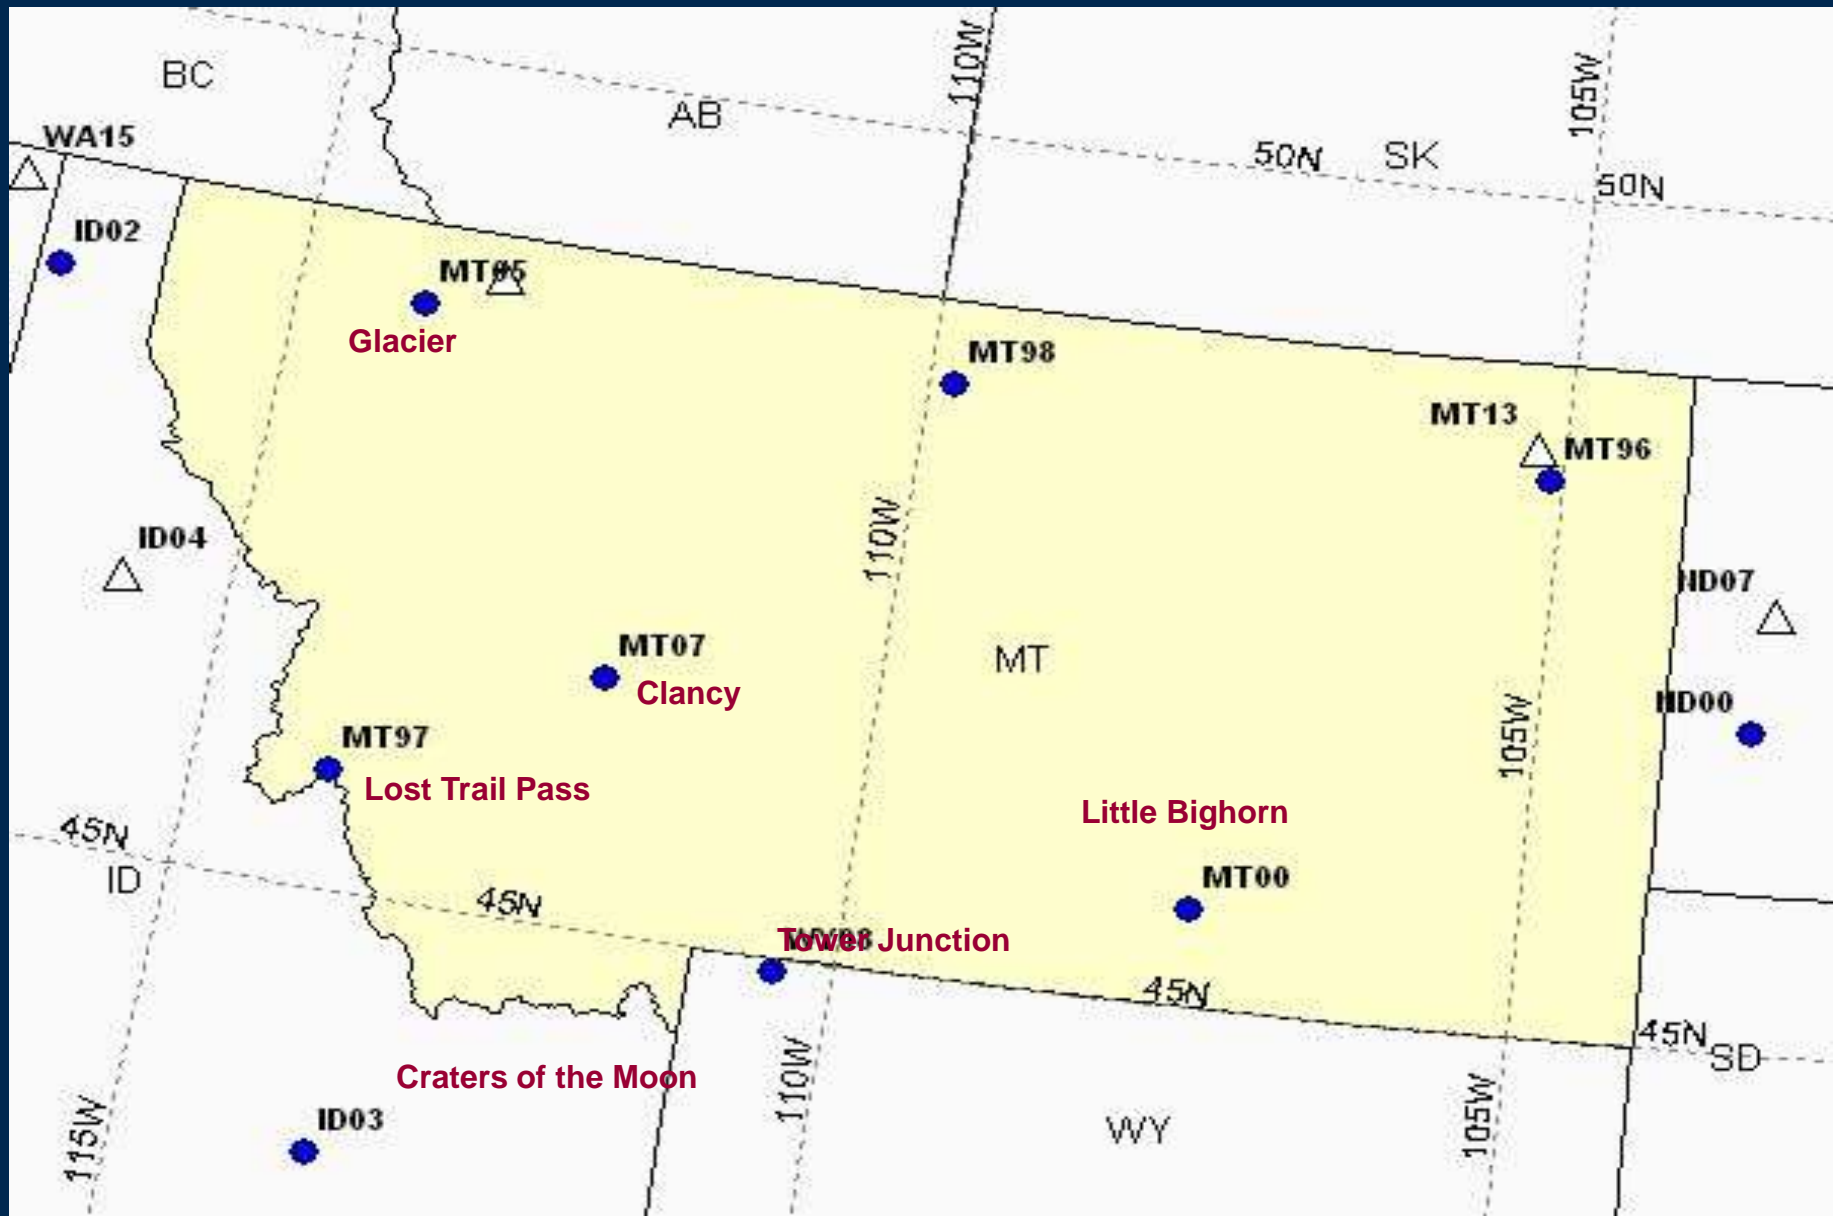 BC
AB
110W
105W
50N
SK
50N
WA15
ID02
MT05
Glacier
MT98
MT13
MT96
110W
ID04
ND07
MT07
MT
Clancy
ND00
MT97
105W
Lost Trail Pass
Little Bighorn
45N
ID
45N
MT00
Tower Junction
45N
45N
SD
Craters of the Moon
110W
ID03
115W
105W
WY